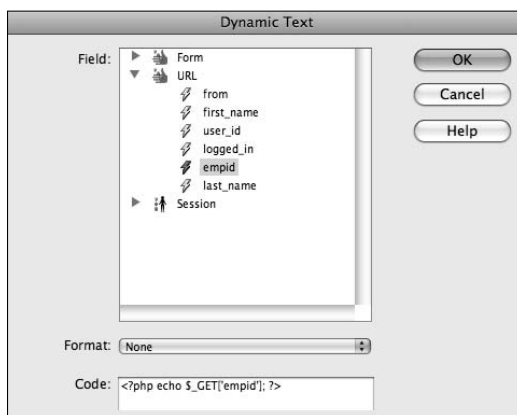 Dynamic Text
Field:
Form
URL
from
first_name
user_id
logged_in
empid
last_name
Session
OK
Cancel
Help
Format: None
Code: <?php echo $_GET['empid']; ?>